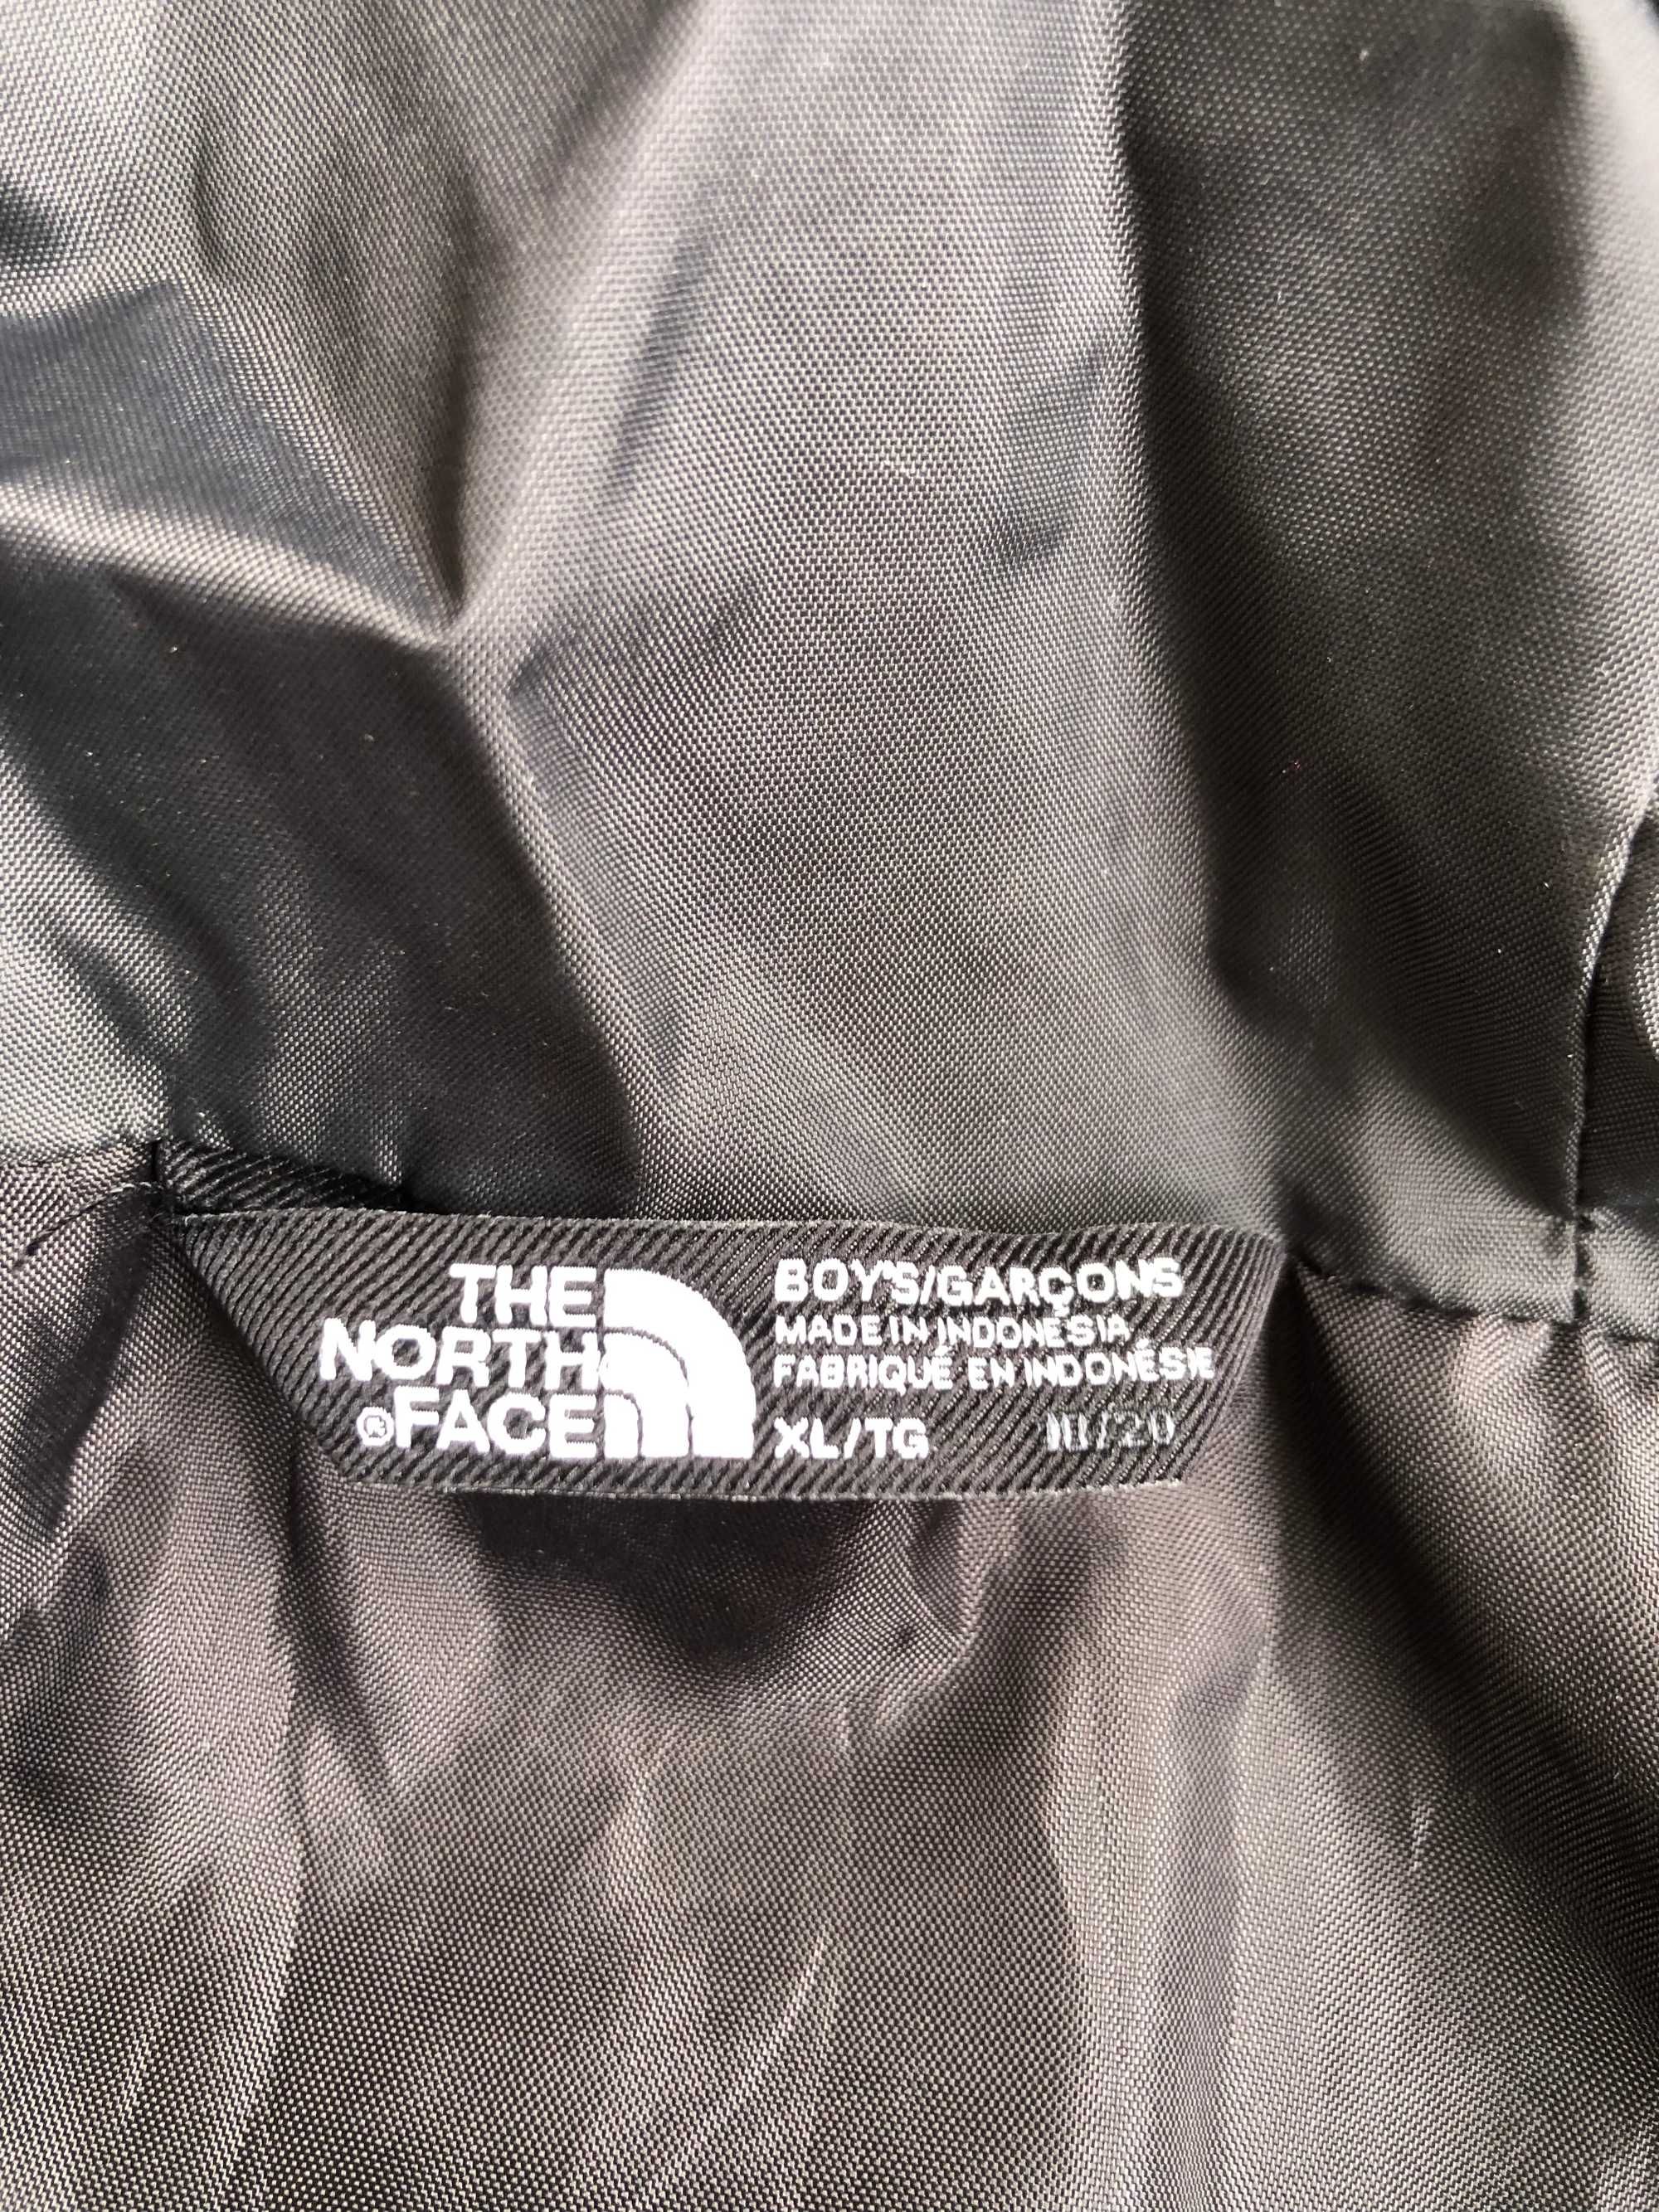 THE
NORTH
®FACE
BOY'S/GARÇONS
MADE IN INDONESIA
FABRIQUÉ EN INDONÉSIE
XL/TG